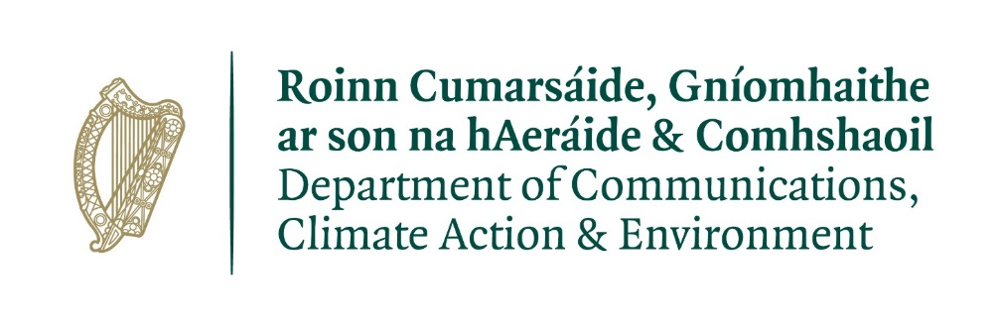 Roinn Cumarsáide, Gníomhaithe
ar son na hAeráide & Comhshaoil
Department of Communications,
Climate Action & Environment